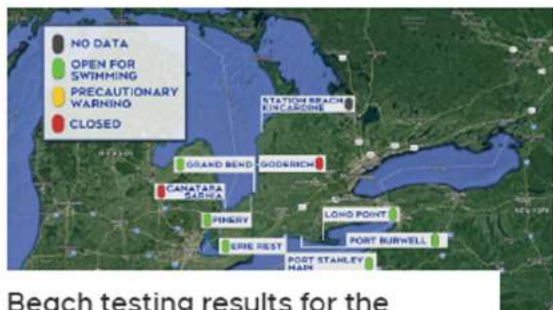 NO DATA
OPEN FOR
SWIMMING
PRECAUTIONARY
WARNING
CLOSED
STATION BEACH
KINCARDINE
GRAND BEND
GODERICH
CANATARA
SARNIA
PINERY
LONG POINT
ERIE REST
PORT BURWELL
PORT STANLEY
MAIN
Beach testing results for the